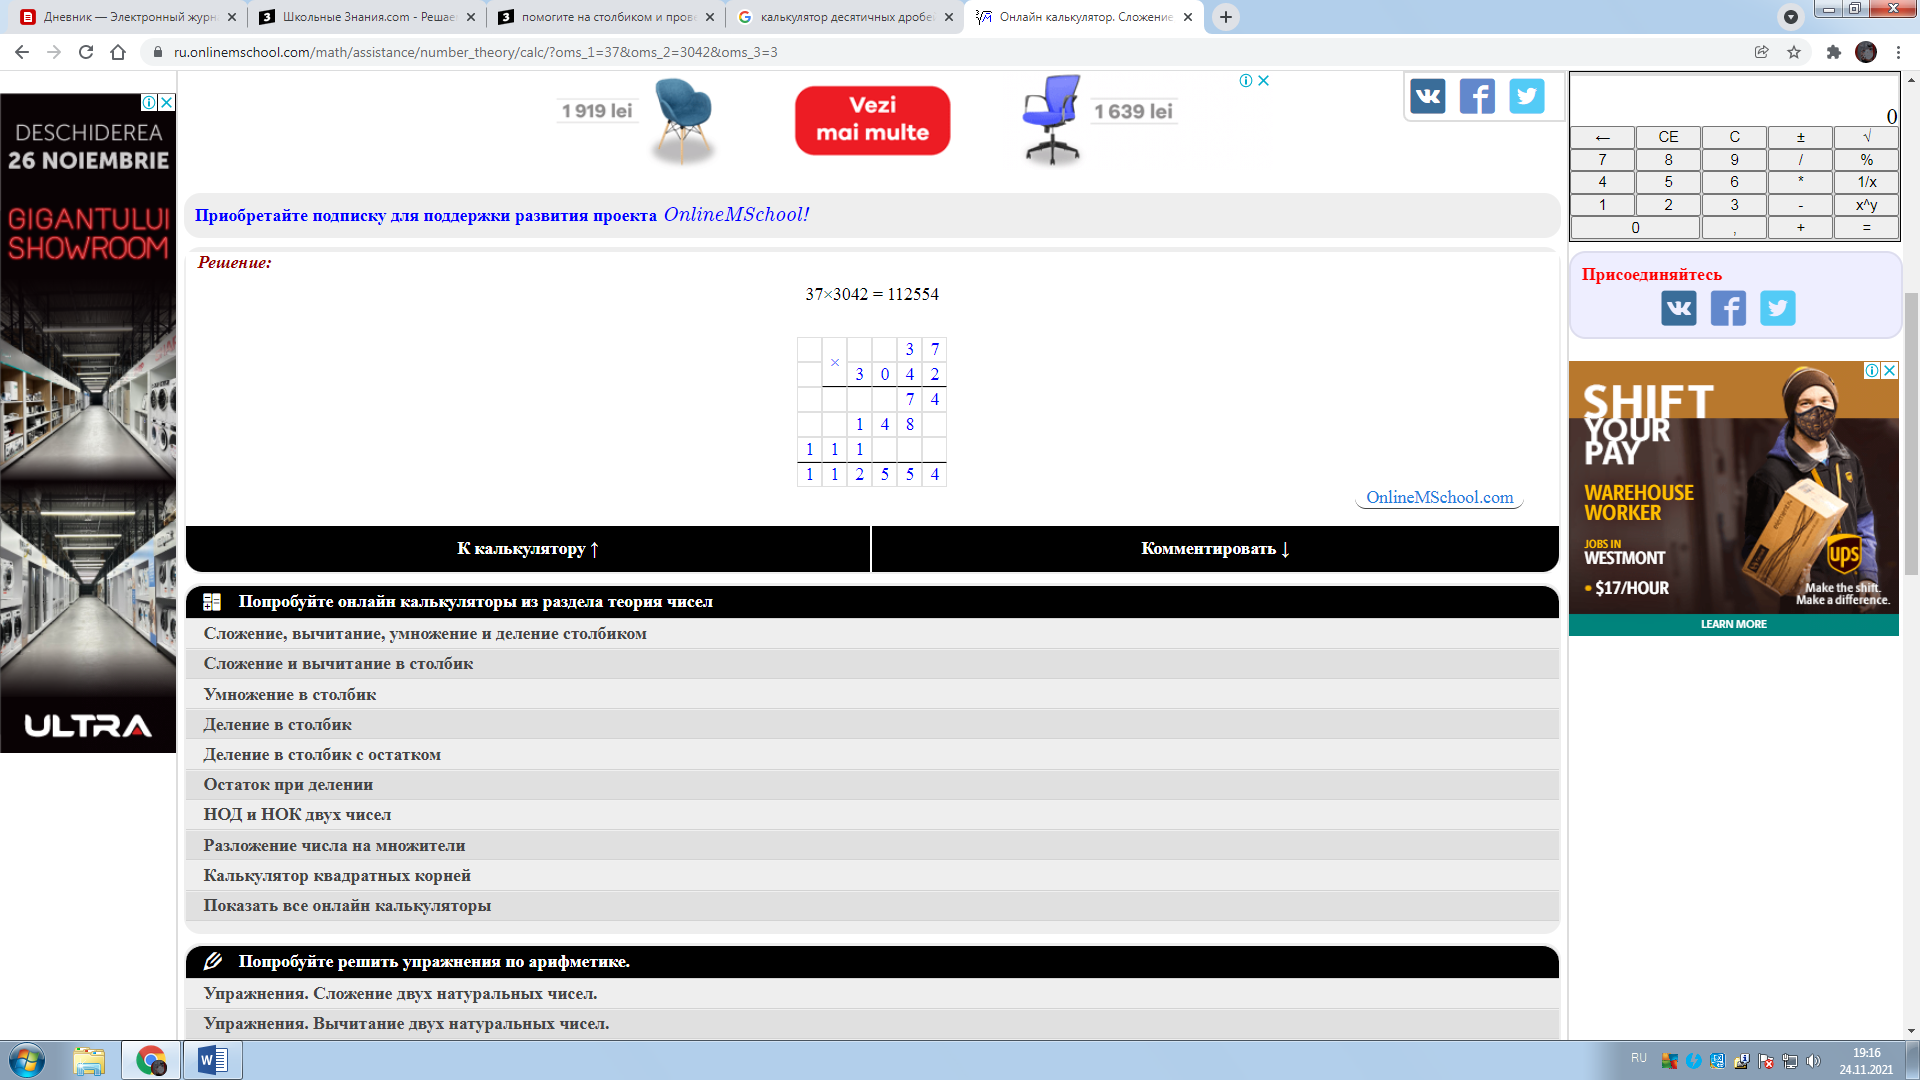 Дневник — Электронный журн
Школьные Знания.com - Решае
помогите на столбиком и пров
калькулятор десятичных дробей
Онлайн калькулятор. Сложение
ru.onlinemschool.com/math/assistance/number_theory/calc/?oms_1=37&oms_2=3042&oms_3=3
DESCHIDEREA
26 NOIEMBRIE
GIGANTULUI
SHOWROOM
ULTRA
1 919 lei
Vezi
mai multe
1 639 lei
0
← CE C ± √
7 8 9 / %
4 5 6 * 1/x
1 2 3 - x^y
0 , + =
Приобретайте подписку для поддержки развития проекта OnlineMSchool!
Решение:
37×3042 = 112554
3 7
×
3 0 4 2
7 4
1 4 8
1 1 1
1 1 2 5 5 4
OnlineMSchool.com
К калькулятору ↑
Комментировать ↓
Попробуйте онлайн калькуляторы из раздела теория чисел
Сложение, вычитание, умножение и деление столбиком
Сложение и вычитание в столбик
Умножение в столбик
Деление в столбик
Деление в столбик с остатком
Остаток при делении
НОД и НОК двух чисел
Разложение числа на множители
Калькулятор квадратных корней
Показать все онлайн калькуляторы
Попробуйте решить упражнения по арифметике.
Упражнения. Сложение двух натуральных чисел.
Упражнения. Вычитание двух натуральных чисел.
Присоединяйтесь
SHIFT
YOUR
PAY
WAREHOUSE
WORKER
JOBS IN
WESTMONT
• $17/HOUR
ups
Make the shift.
Make a difference.
LEARN MORE
RU
19:16
24.11.2021